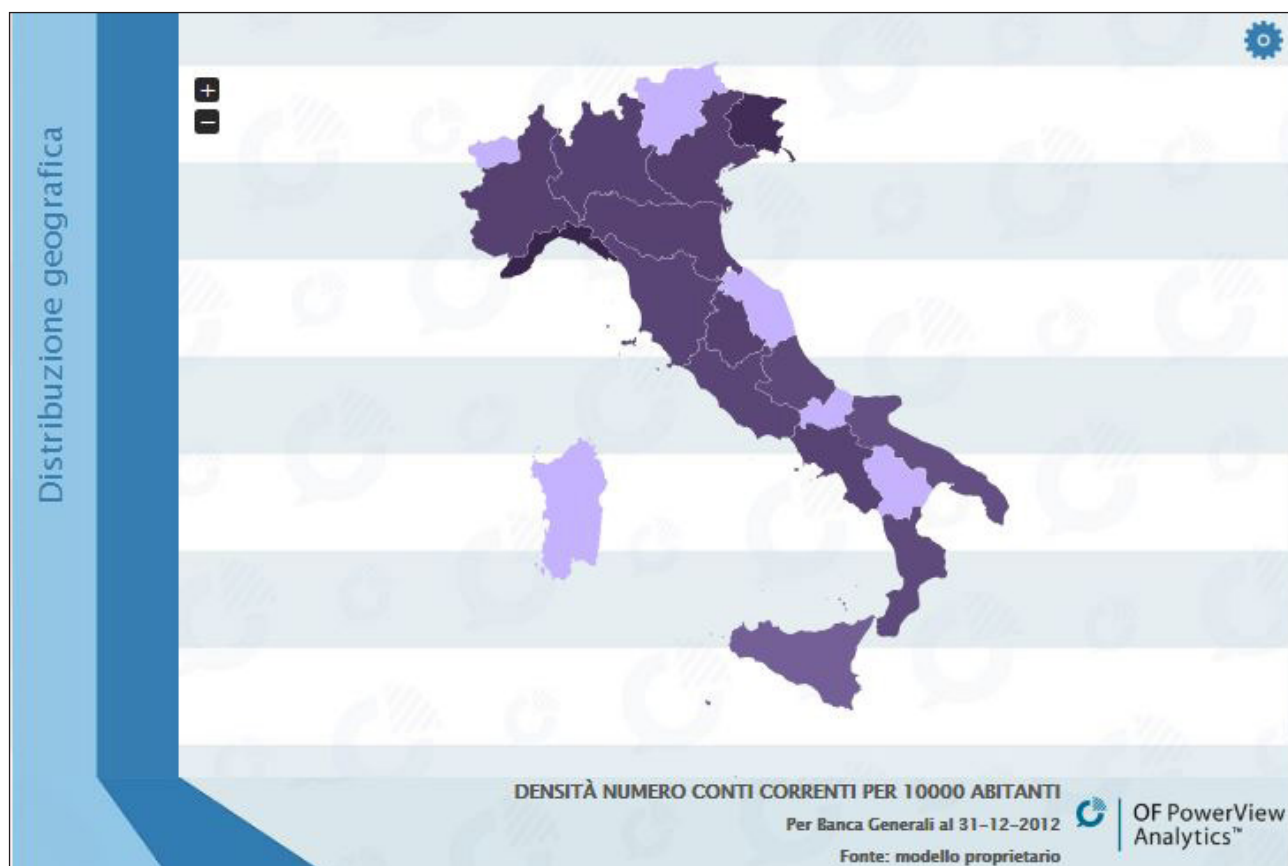 Distribuzione geografica
+
−
DENSITÀ NUMERO CONTI CORRENTI PER 10000 ABITANTI
Per Banca Generali al 31-12-2012
Fonte: modello proprietario
OF PowerView
Analytics™